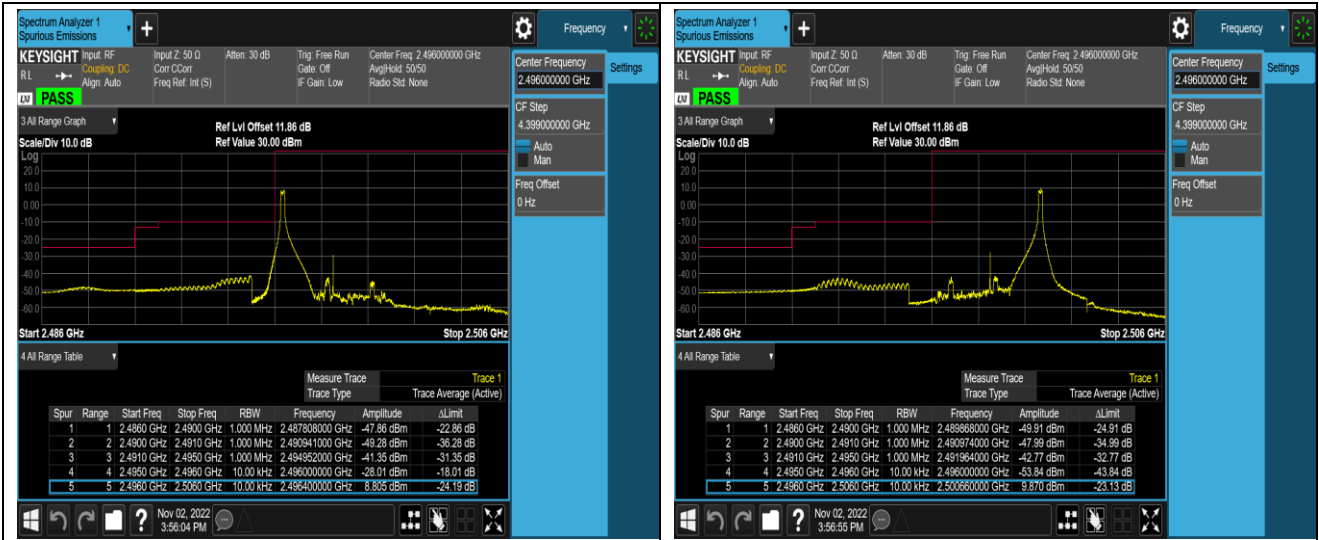 Spectrum Analyzer 1
Spurious Emissions
Frequency
KEYSIGHT Input: RF Input Z: 50 Ω Atten: 30 dB Trig: Free Run Center Freq: 2.496000000 GHz
Coupling: DC Corr CCorr Gate: Off Avg|Hold: 50/50
R L Align: Auto Freq Ref: Int (S) IF Gain: Low Radio Std: None
LXI PASS
Center Frequency
2.496000000 GHz
Settings
CF Step
4.399000000 GHz
Auto
Man
Freq Offset
0 Hz
3 All Range Graph
Ref Lvl Offset 11.86 dB
Scale/Div 10.0 dB Ref Value 30.00 dBm
Log
20.0
10.0
0.00
-10.0
-20.0
-30.0
-40.0
-50.0
-60.0
Start 2.486 GHz Stop 2.506 GHz
4 All Range Table
Measure Trace Trace 1
Trace Type Trace Average (Active)
Spur Range Start Freq Stop Freq RBW Frequency Amplitude ΔLimit
1 1 2.4860 GHz 2.4900 GHz 1.000 MHz 2.487808000 GHz -47.86 dBm -22.86 dB
2 2 2.4900 GHz 2.4910 GHz 1.000 MHz 2.490941000 GHz -49.28 dBm -36.28 dB
3 3 2.4910 GHz 2.4950 GHz 1.000 MHz 2.494952000 GHz -41.35 dBm -31.35 dB
4 4 2.4950 GHz 2.4960 GHz 10.00 kHz 2.496000000 GHz -28.01 dBm -18.01 dB
5 5 2.4960 GHz 2.5060 GHz 10.00 kHz 2.496400000 GHz 8.805 dBm -24.19 dB
Nov 02, 2022
3:56:04 PM
Spectrum Analyzer 1
Spurious Emissions
Frequency
KEYSIGHT Input: RF Input Z: 50 Ω Atten: 30 dB Trig: Free Run Center Freq: 2.496000000 GHz
Coupling: DC Corr CCorr Gate: Off Avg|Hold: 50/50
R L Align: Auto Freq Ref: Int (S) IF Gain: Low Radio Std: None
LXI PASS
Center Frequency
2.496000000 GHz
Settings
CF Step
4.399000000 GHz
Auto
Man
Freq Offset
0 Hz
3 All Range Graph
Ref Lvl Offset 11.86 dB
Scale/Div 10.0 dB Ref Value 30.00 dBm
Log
20.0
10.0
0.00
-10.0
-20.0
-30.0
-40.0
-50.0
-60.0
Start 2.486 GHz Stop 2.506 GHz
4 All Range Table
Measure Trace Trace 1
Trace Type Trace Average (Active)
Spur Range Start Freq Stop Freq RBW Frequency Amplitude ΔLimit
1 1 2.4860 GHz 2.4900 GHz 1.000 MHz 2.489868000 GHz -49.91 dBm -24.91 dB
2 2 2.4900 GHz 2.4910 GHz 1.000 MHz 2.490974000 GHz -47.99 dBm -34.99 dB
3 3 2.4910 GHz 2.4950 GHz 1.000 MHz 2.491964000 GHz -42.77 dBm -32.77 dB
4 4 2.4950 GHz 2.4960 GHz 10.00 kHz 2.496000000 GHz -53.84 dBm -43.84 dB
5 5 2.4960 GHz 2.5060 GHz 10.00 kHz 2.500660000 GHz 9.870 dBm -23.13 dB
Nov 02, 2022
3:56:55 PM